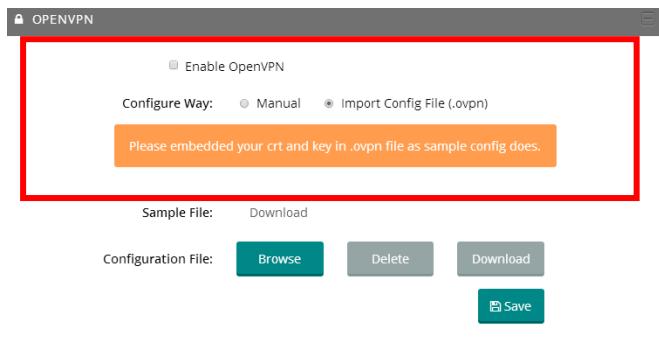 OPENVPN
Enable OpenVPN
Configure Way: Manual Import Config File (.ovpn)
Please embedded your crt and key in .ovpn file as sample config does.
Sample File: Download
Configuration File: Browse Delete Download
Save